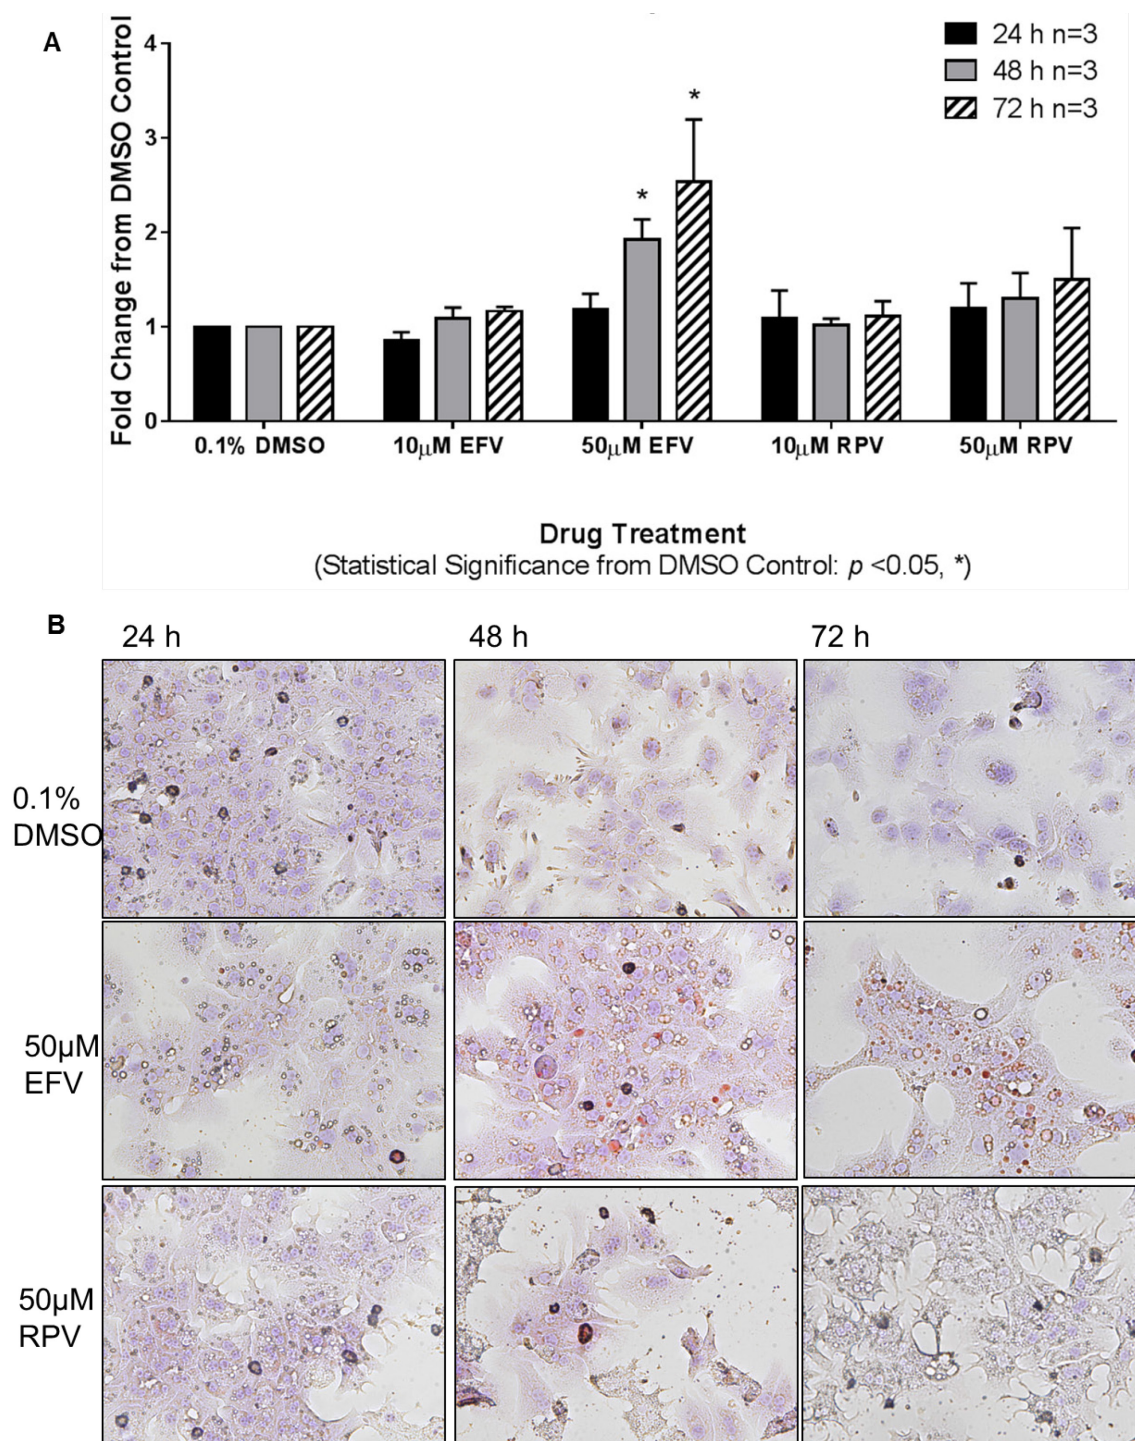 A
Fold Change from DMSO Control
4
3
2
1
0
24 h n=3
48 h n=3
72 h n=3
*
*
0.1% DMSO 10µM EFV 50µM EFV 10µM RPV 50µM RPV
Drug Treatment
(Statistical Significance from DMSO Control: p <0.05, *)
B
24 h 48 h 72 h
0.1%
DMSO
50µM
EFV
50µM
RPV